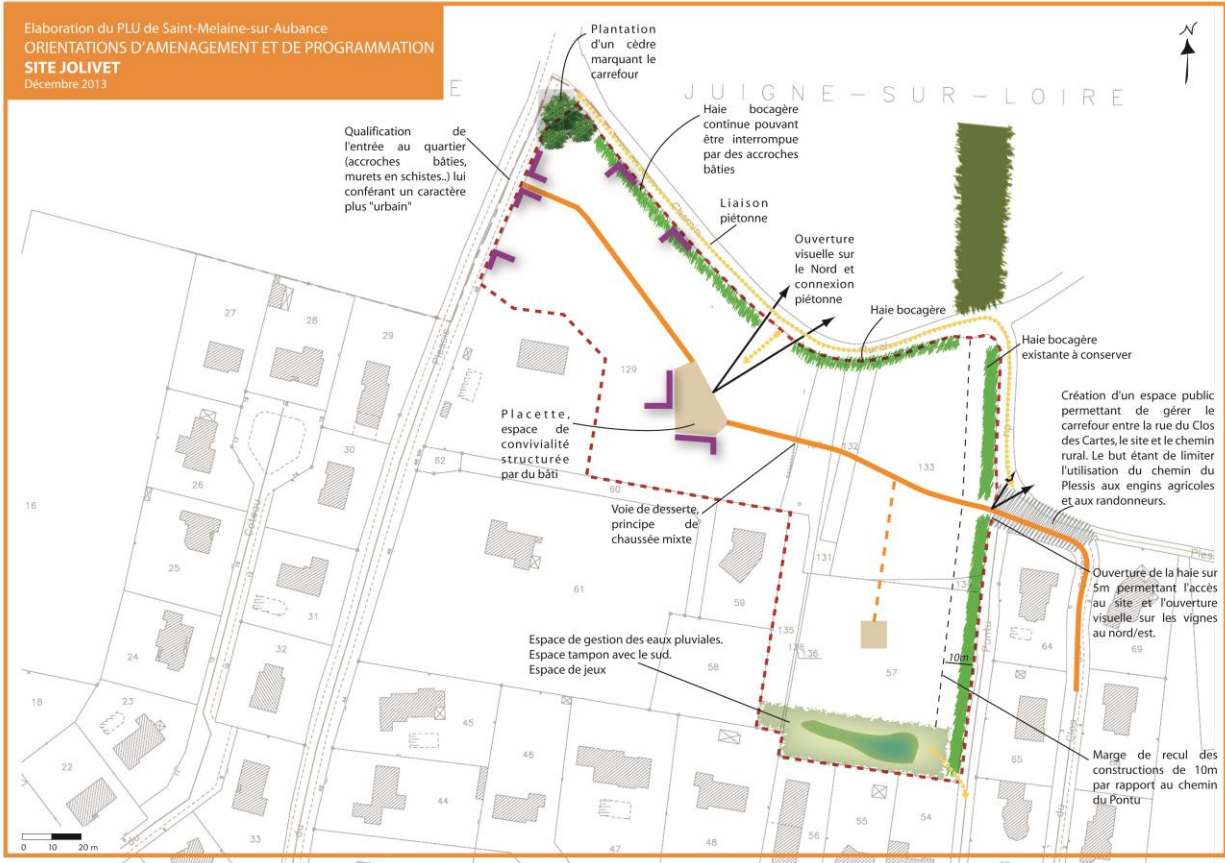 Elaboration du PLU de Saint-Melaine-sur-Aubance
ORIENTATIONS D'AMENAGEMENT ET DE PROGRAMMATION
SITE JOLIVET
Décembre 2013
E
JUIGNE-SUR-LOIRE
N
Plantation
d'un cèdre
marquant le
carrefour
Haie bocagère
continue pouvant
être interrompue
par des accroches
bâties
Qualification de
l'entrée au quartier
(accroches bâties,
murets en schistes..) lui
conférant un caractère
plus "urbain"
Liaison
piétonne
Chemin
Ouverture
visuelle sur
le Nord et
connexion
piétonne
Haie bocagère
Haie bocagère
existante à conserver
Création d'un espace public
permettant de gérer le
carrefour entre la rue du Clos
des Cartes, le site et le chemin
rural. Le but étant de limiter
l'utilisation du chemin du
Plessis aux engins agricoles
et aux randonneurs.
Placette,
espace de
convivialité
structurée
par du bâti
Voie de desserte,
principe de
chaussée mixte
Ouverture de la haie sur
5m permettant l'accès
au site et l'ouverture
visuelle sur les vignes
au nord/est.
Espace de gestion des eaux pluviales.
Espace tampon avec le sud.
Espace de jeux
10m
Marge de recul des
constructions de 10m
par rapport au chemin
du Pontu
Plessis
Coteau
Pontu
Clos
du
Ples
27
28
29
129
132
133
30
62
60
26
16
131
25
31
61
59
64
69
135
136
24
32
58
57
18
23
45
46
65
22
44
33
47
48
56
55
54
0 10 20 m